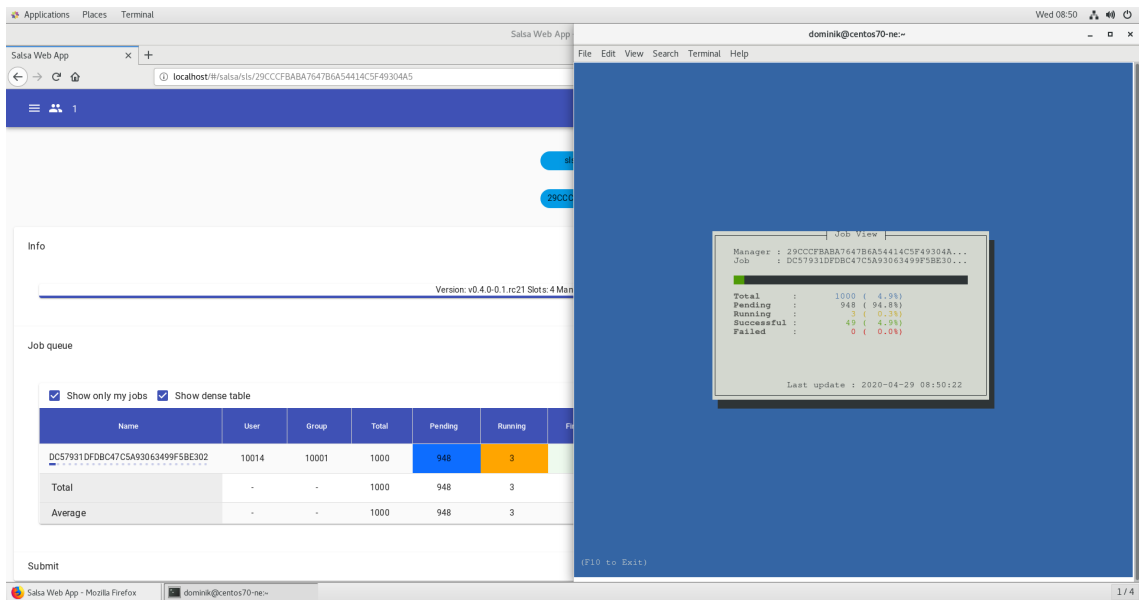 Applications Places Terminal
Wed 08:50
Salsa Web App
Salsa Web App
localhost/#/salsa/sls/29CCCFBABA7647B6A54414C5F49304A5
1
29CCC
Info
Version: v0.4.0-0.1.rc21 Slots: 4 Man
Job queue
Show only my jobs Show dense table
Name User Group Total Pending Running
DC57931DFDBC47C5A93063499F5BE302 10014 10001 1000 948 3
Total - - 1000 948 3
Average - - 1000 948 3
Submit
dominik@centos70-ne:~
File Edit View Search Terminal Help
Job View
Manager : 29CCCFBABA7647B6A54414C5F49304A...
Job : DC57931DFDBC47C5A93063499F5BE30...
Total : 1000 ( 4.9%)
Pending : 948 ( 94.8%)
Running : 3 ( 0.3%)
Successful : 49 ( 4.9%)
Failed : 0 ( 0.0%)
Last update : 2020-04-29 08:50:22
(F10 to Exit)
Salsa Web App - Mozilla Firefox
dominik@centos70-ne:~
1 / 4